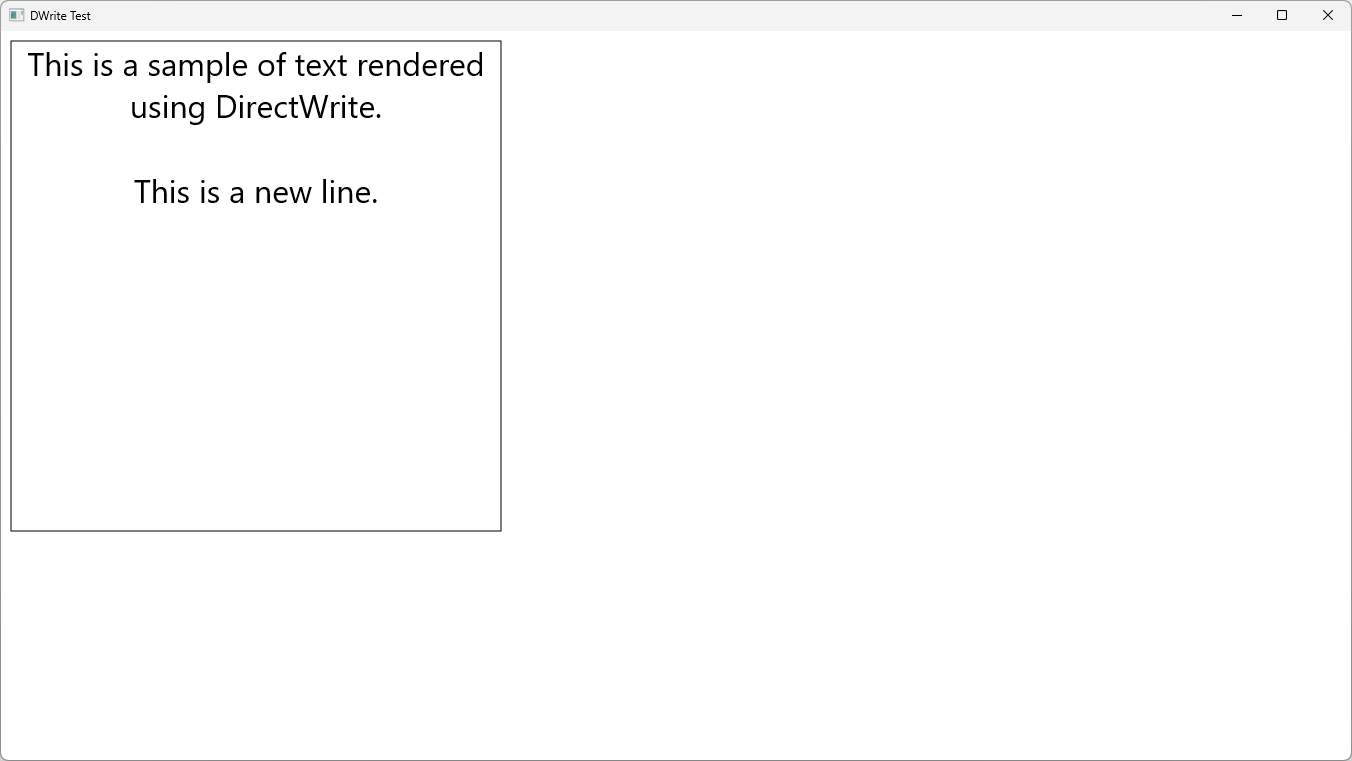 DWrite Test
This is a sample of text rendered
using DirectWrite.
This is a new line.